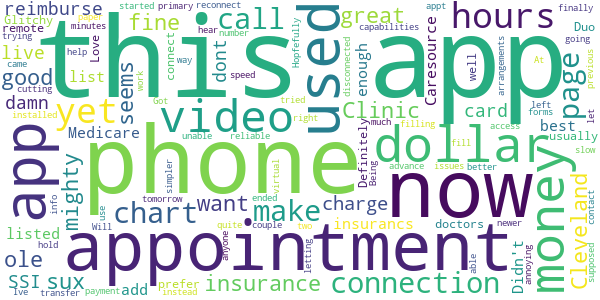 reimburse
Glitchy
remote
trying
live
came
good
cutting
damn
Medicare
seems
fine
call
great
hours
list
connect
dont
yet
video
this
app
used
page
Duo
Love
minutes
started
primary
reconnect
hear
number
help
way
speed
work
tried
Got
Hopefully
disconnected
enough
capabilities
At
well
arrangements
Caresource
finally
appt
going
previous
left
let
forms
card
right
Clinic
unable
reliable
much
filling
access
best
usually
slow
app
mighty
phone
Definitely
Being
dollar
advance
issues
better
fill
money
Cleveland
info
simpler
virtual
tomorrow
ended
couple
two
now
installed
chart
want
make
charge
insurancs
doctors
newer
contact
use
Will
quite
anyone
letting
able
supposed
annoying
listed
ole
hold
appointment
Ive
transfer
SSI
sux
payment
add
instead
insurance
prefer
connection
Didn't